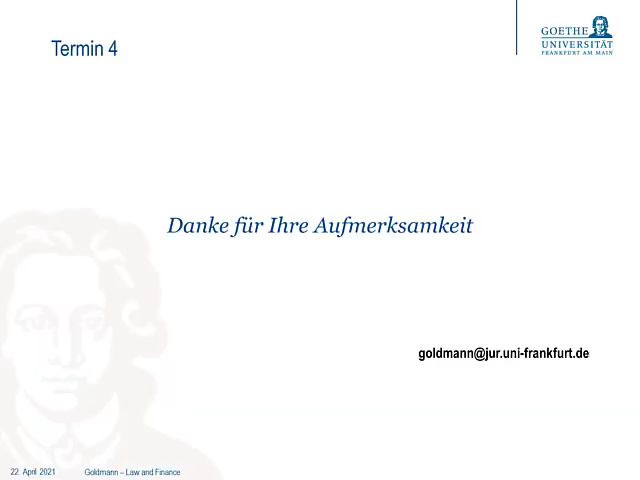 Termin 4
GOETHE
UNIVERSITÄT
FRANKFURT AM MAIN
Danke für Ihre Aufmerksamkeit
goldmann@jur.uni-frankfurt.de
22. April 2021
Goldmann – Law and Finance